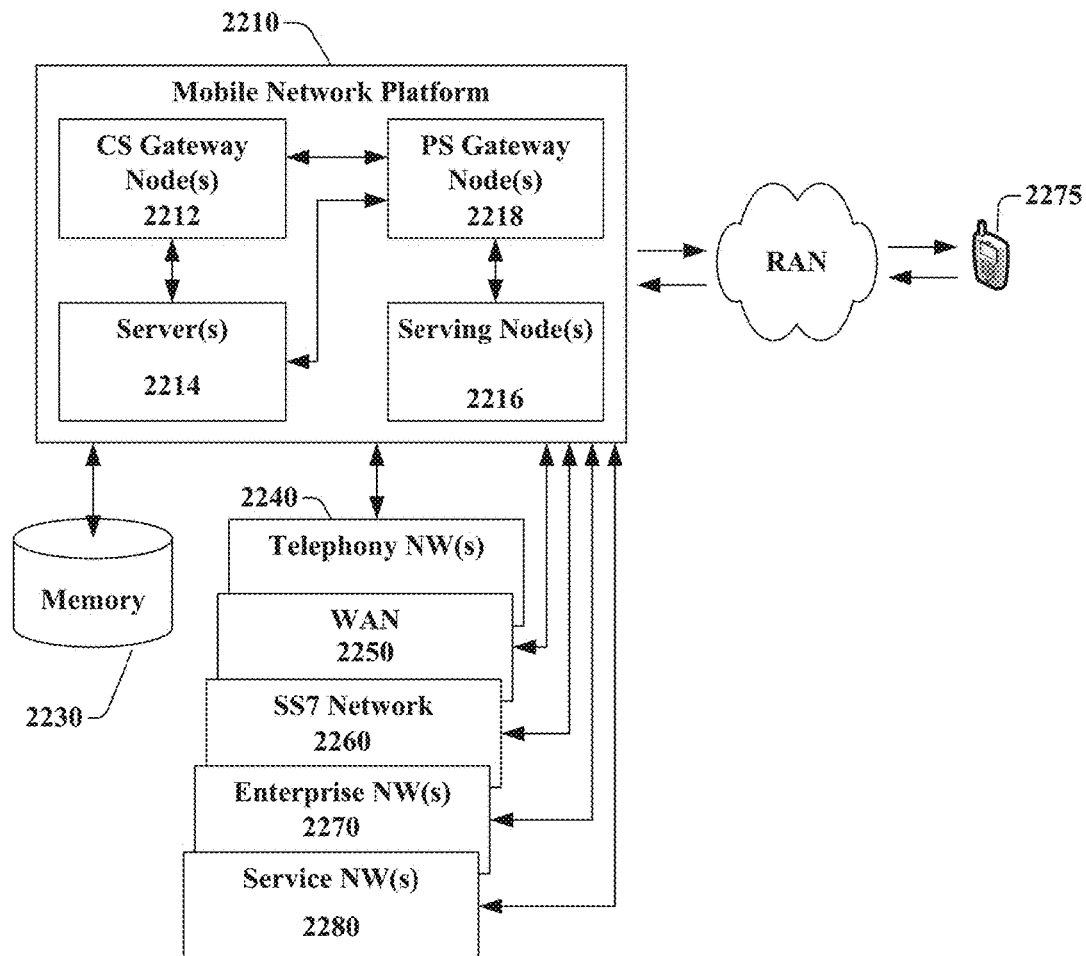 2210
Mobile Network Platform
CS Gateway
Node(s)
2212
PS Gateway
Node(s)
2218
Server(s)
2214
Serving Node(s)
2216
RAN
2275
Memory
2230
2240
Telephony NW(s)
WAN
2250
SS7 Network
2260
Enterprise NW(s)
2270
Service NW(s)
2280